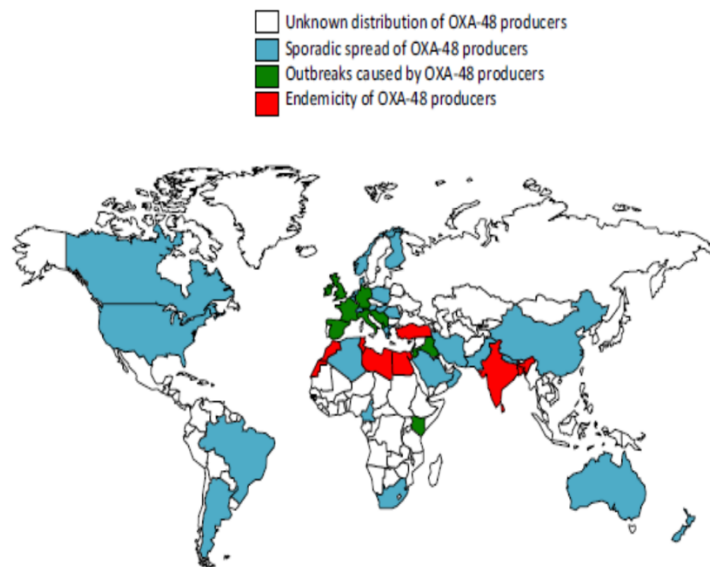 Unknown distribution of OXA-48 producers
Sporadic spread of OXA-48 producers
Outbreaks caused by OXA-48 producers
Endemicity of OXA-48 producers